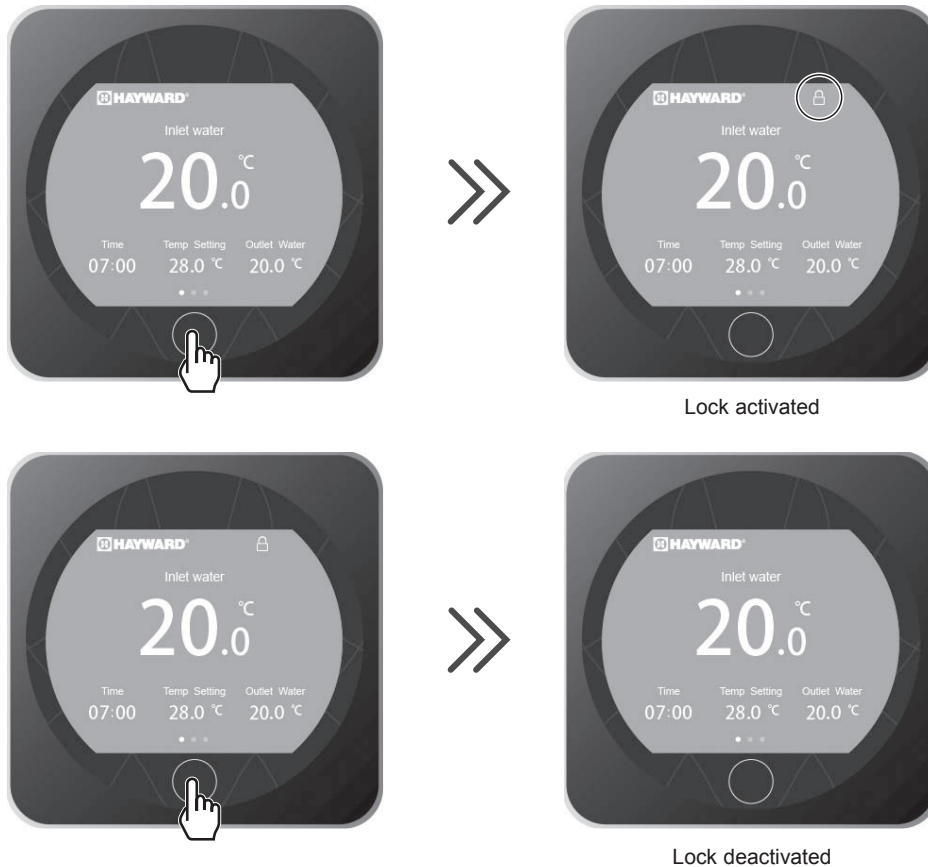 HAYWARD®
Inlet water
20.0 °C
Time Temp Setting Outlet Water
07:00 28.0 °C 20.0 °C
HAYWARD®
Inlet water
20.0 °C
Time Temp Setting Outlet Water
07:00 28.0 °C 20.0 °C
Lock activated
HAYWARD®
Inlet water
20.0 °C
Time Temp Setting Outlet Water
07:00 28.0 °C 20.0 °C
HAYWARD®
Inlet water
20.0 °C
Time Temp Setting Outlet Water
07:00 28.0 °C 20.0 °C
Lock deactivated